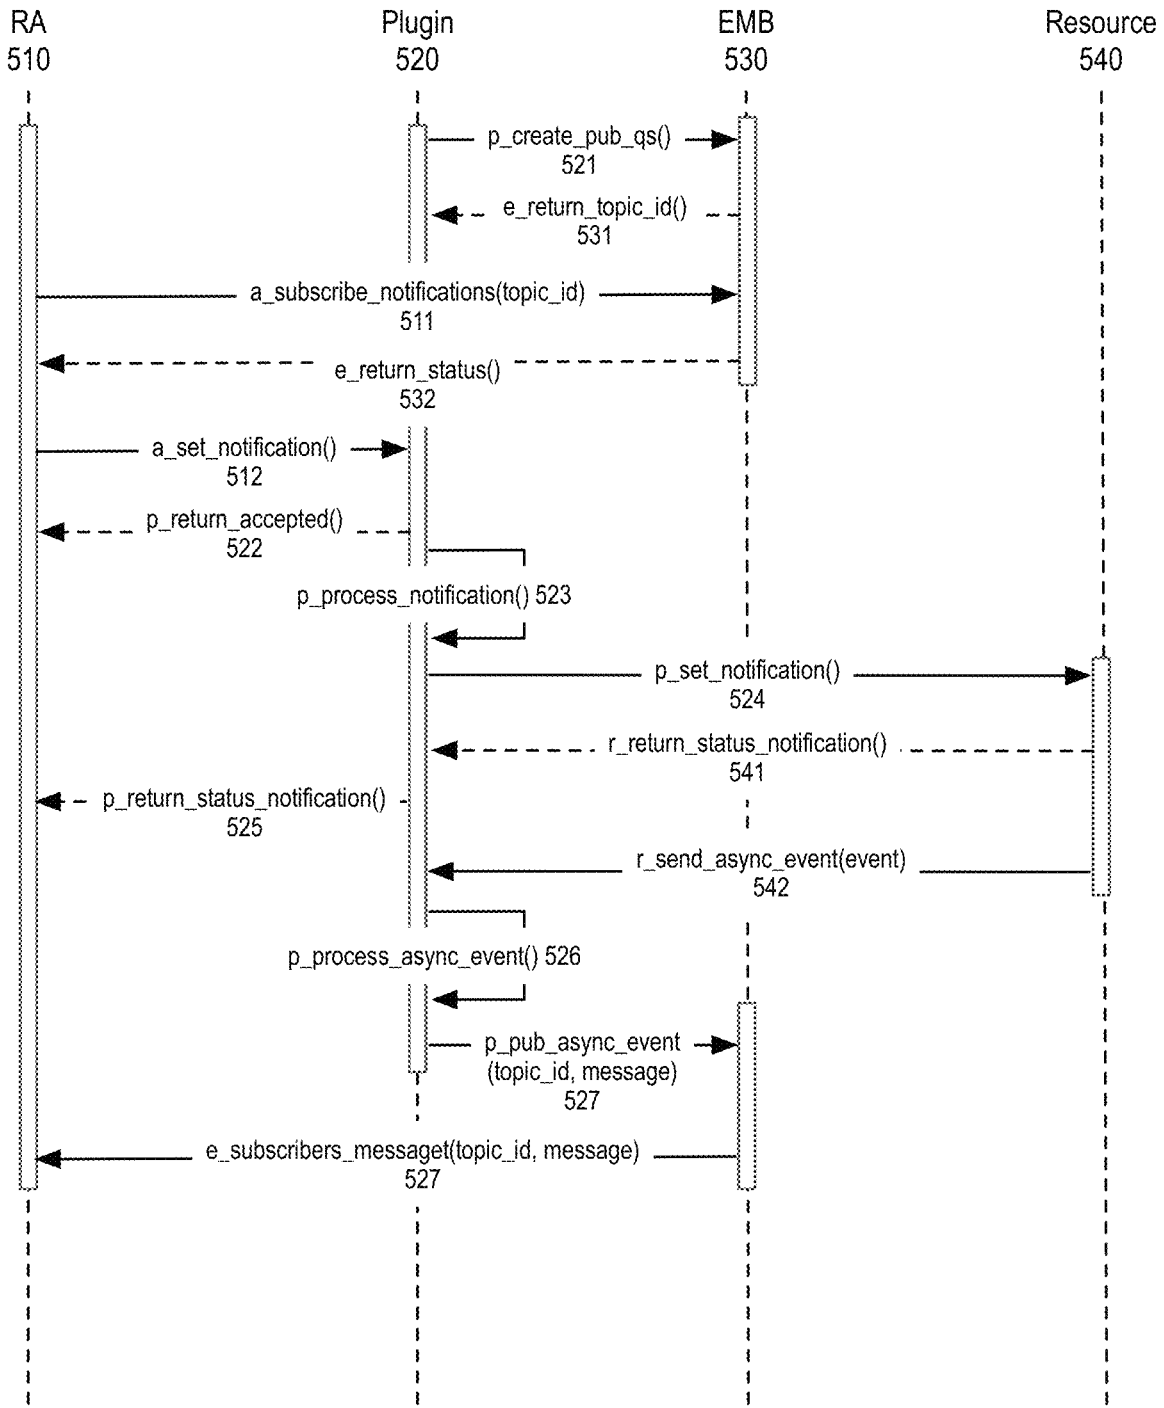 RA
510
Plugin
520
EMB
530
Resource
540
p_create_pub_qs()
521
e_return_topic_id()
531
a_subscribe_notifications(topic_id)
511
e_return_status()
532
a_set_notification()
512
p_return_accepted()
522
p_process_notification() 523
p_set_notification()
524
r_return_status_notification()
541
p_return_status_notification()
525
r_send_async_event(event)
542
p_process_async_event() 526
p_pub_async_event
(topic_id, message)
527
e_subscribers_messaget(topic_id, message)
527